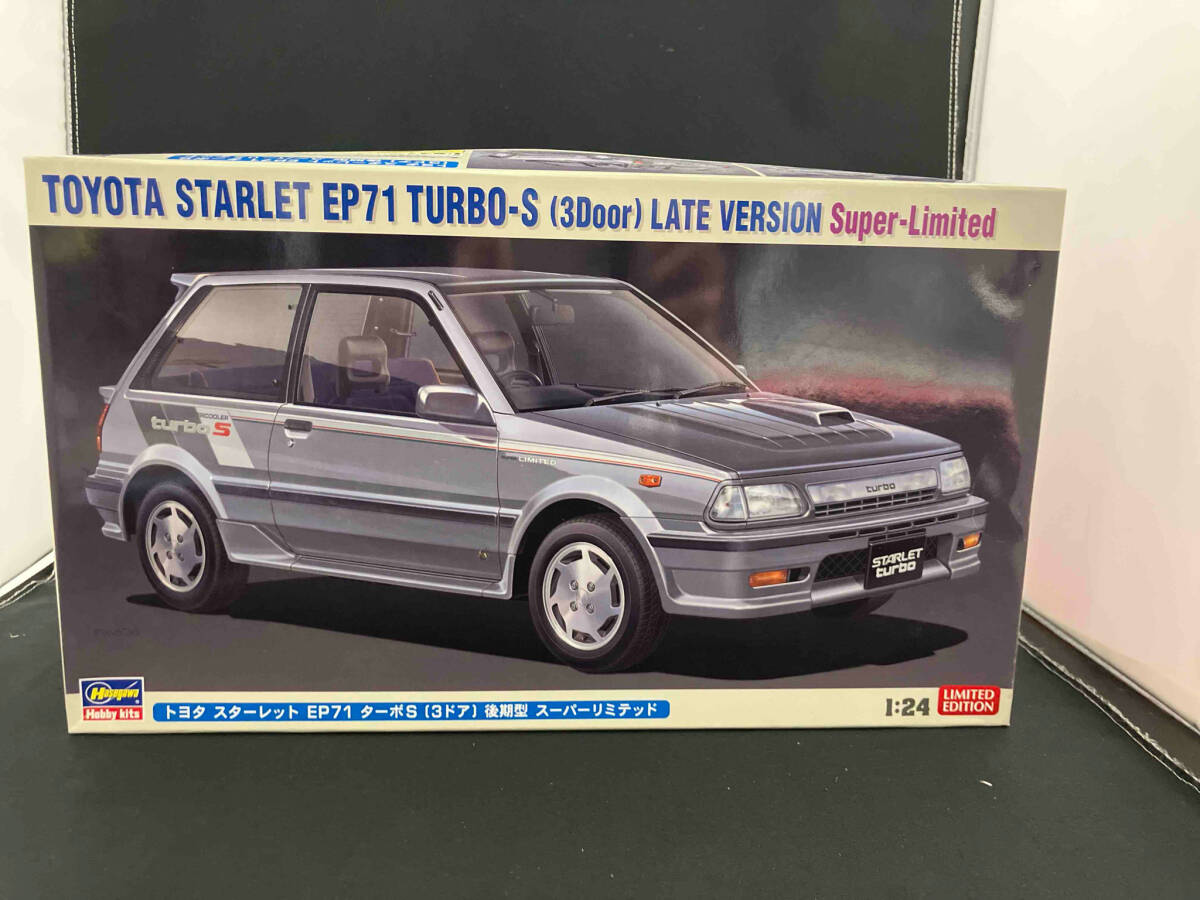 TOYOTA STARLET EP71 TURBO-S (3Door) LATE VERSION Super-Limited
turbo S
LIMITED
turbo
STARLET
turbo
Hasegawa
Hobby kits
トヨタ スターレット EP71 ターボS (3ドア) 後期型 スーパーリミテッド
1:24
LIMITED
EDITION